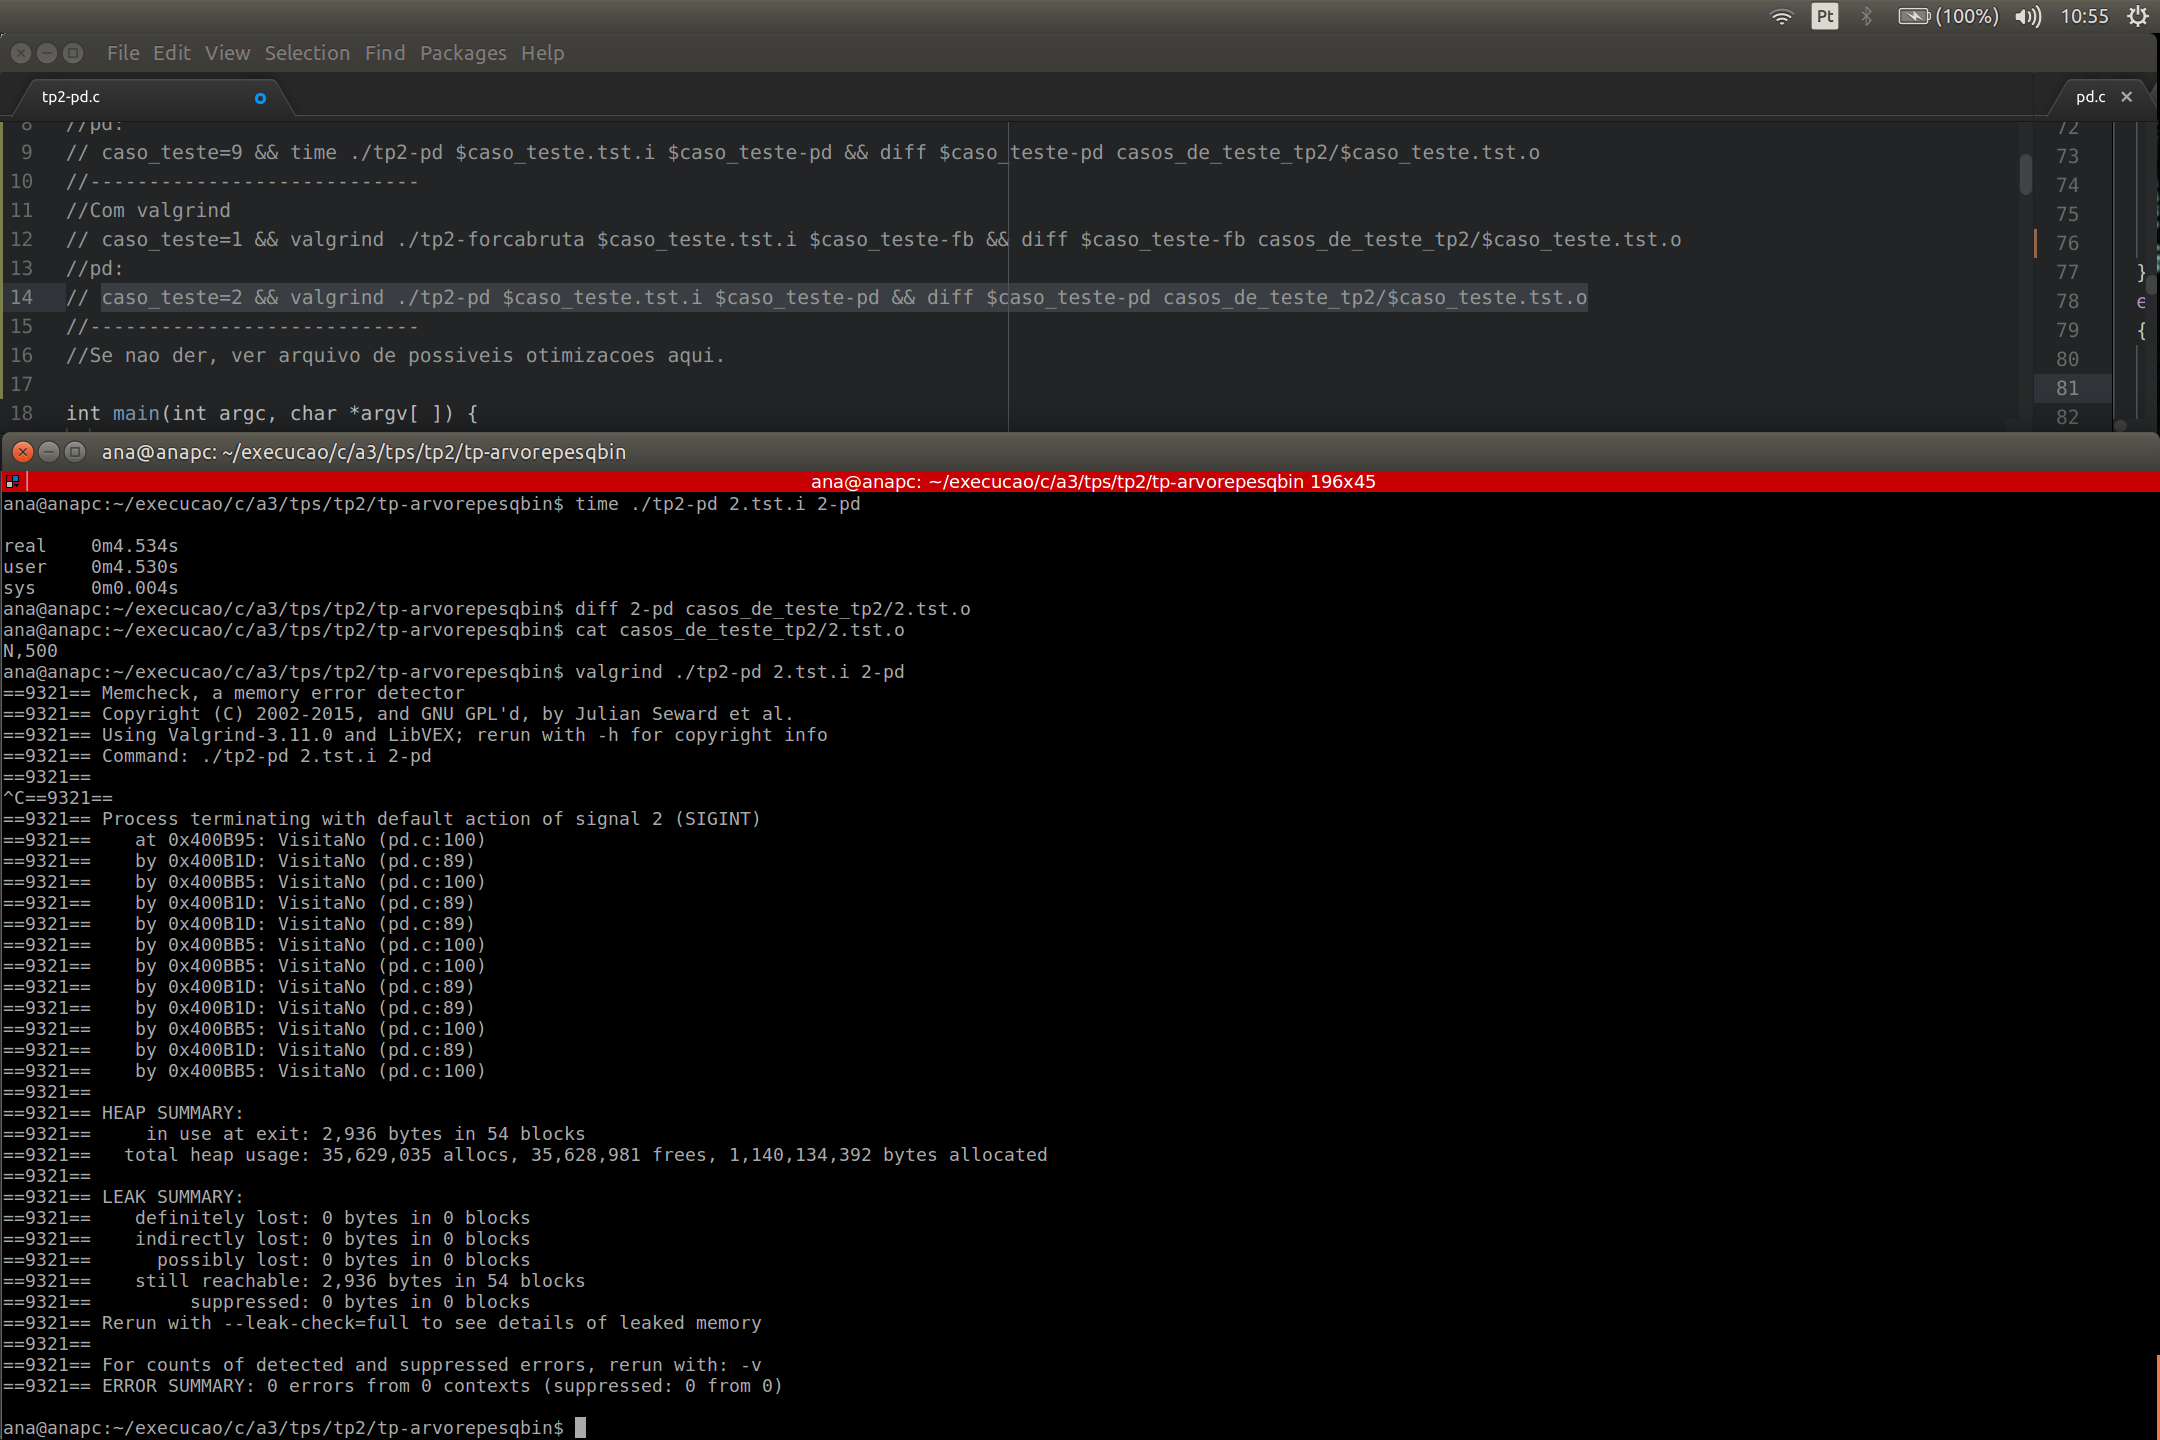 Pt (100%) 10:55
File Edit View Selection Find Packages Help
tp2-pd.c
pd.c ×
8 //pd:
9 // caso_teste=9 && time ./tp2-pd $caso_teste.tst.i $caso_teste-pd && diff $caso_teste-pd casos_de_teste_tp2/$caso_teste.tst.o
10 //----------------------------
11 //Com valgrind
12 // caso_teste=1 && valgrind ./tp2-forcabruta $caso_teste.tst.i $caso_teste-fb && diff $caso_teste-fb casos_de_teste_tp2/$caso_teste.tst.o
13 //pd:
14 // caso_teste=2 && valgrind ./tp2-pd $caso_teste.tst.i $caso_teste-pd && diff $caso_teste-pd casos_de_teste_tp2/$caso_teste.tst.o
15 //----------------------------
16 //Se nao der, ver arquivo de possiveis otimizacoes aqui.
17
18 int main(int argc, char *argv[ ]) {
72
73
74
75
76
77 }
78 e
79 {
80
81
82
ana@anapc: ~/execucao/c/a3/tps/tp2/tp-arvorepesqbin
ana@anapc: ~/execucao/c/a3/tps/tp2/tp-arvorepesqbin 196x45
ana@anapc:~/execucao/c/a3/tps/tp2/tp-arvorepesqbin$ time ./tp2-pd 2.tst.i 2-pd
real 0m4.534s
user 0m4.530s
sys 0m0.004s
ana@anapc:~/execucao/c/a3/tps/tp2/tp-arvorepesqbin$ diff 2-pd casos_de_teste_tp2/2.tst.o
ana@anapc:~/execucao/c/a3/tps/tp2/tp-arvorepesqbin$ cat casos_de_teste_tp2/2.tst.o
N,500
ana@anapc:~/execucao/c/a3/tps/tp2/tp-arvorepesqbin$ valgrind ./tp2-pd 2.tst.i 2-pd
==9321== Memcheck, a memory error detector
==9321== Copyright (C) 2002-2015, and GNU GPL'd, by Julian Seward et al.
==9321== Using Valgrind-3.11.0 and LibVEX; rerun with -h for copyright info
==9321== Command: ./tp2-pd 2.tst.i 2-pd
==9321==
^C==9321==
==9321== Process terminating with default action of signal 2 (SIGINT)
==9321==    at 0x400B95: VisitaNo (pd.c:100)
==9321==    by 0x400B1D: VisitaNo (pd.c:89)
==9321==    by 0x400BB5: VisitaNo (pd.c:100)
==9321==    by 0x400B1D: VisitaNo (pd.c:89)
==9321==    by 0x400B1D: VisitaNo (pd.c:89)
==9321==    by 0x400BB5: VisitaNo (pd.c:100)
==9321==    by 0x400BB5: VisitaNo (pd.c:100)
==9321==    by 0x400B1D: VisitaNo (pd.c:89)
==9321==    by 0x400B1D: VisitaNo (pd.c:89)
==9321==    by 0x400BB5: VisitaNo (pd.c:100)
==9321==    by 0x400B1D: VisitaNo (pd.c:89)
==9321==    by 0x400BB5: VisitaNo (pd.c:100)
==9321==
==9321== HEAP SUMMARY:
==9321==     in use at exit: 2,936 bytes in 54 blocks
==9321==   total heap usage: 35,629,035 allocs, 35,628,981 frees, 1,140,134,392 bytes allocated
==9321==
==9321== LEAK SUMMARY:
==9321==    definitely lost: 0 bytes in 0 blocks
==9321==    indirectly lost: 0 bytes in 0 blocks
==9321==      possibly lost: 0 bytes in 0 blocks
==9321==    still reachable: 2,936 bytes in 54 blocks
==9321==         suppressed: 0 bytes in 0 blocks
==9321== Rerun with --leak-check=full to see details of leaked memory
==9321==
==9321== For counts of detected and suppressed errors, rerun with: -v
==9321== ERROR SUMMARY: 0 errors from 0 contexts (suppressed: 0 from 0)
ana@anapc:~/execucao/c/a3/tps/tp2/tp-arvorepesqbin$